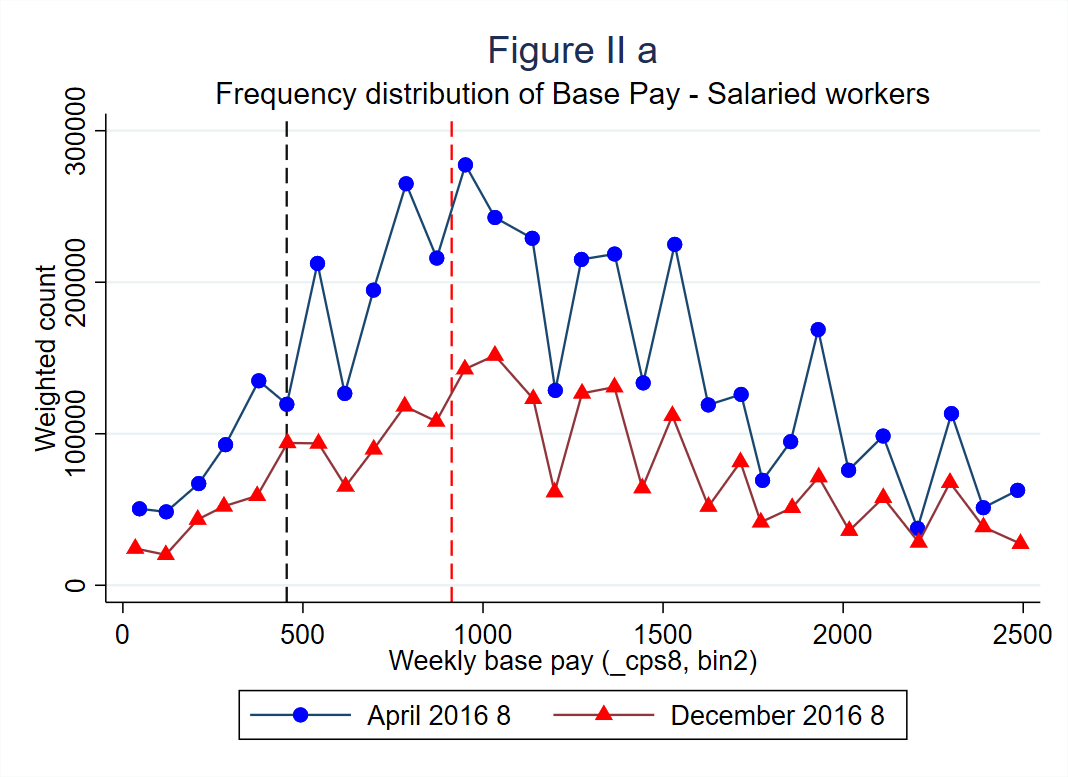 Figure II a
Frequency distribution of Base Pay - Salaried workers
Weighted count
300000
200000
100000
0
0 500 1000 1500 2000 2500
Weekly base pay (_cps8, bin2)
April 2016 8 December 2016 8